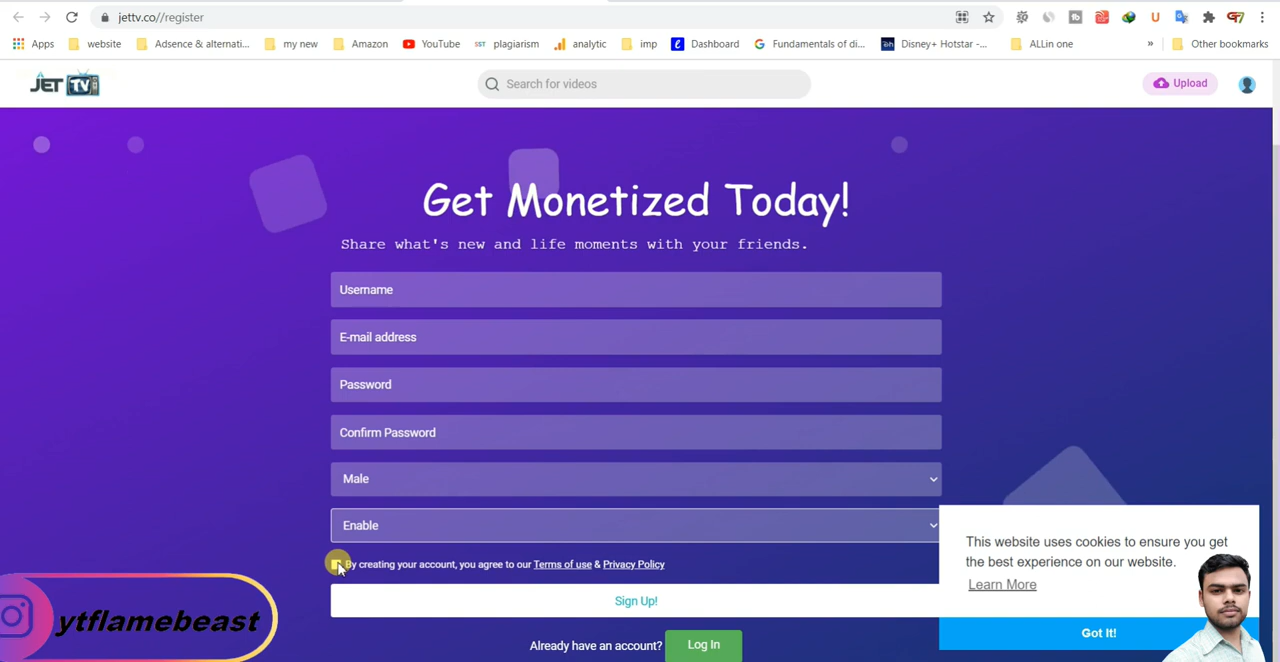 jettv.co//register
Apps
website
Adsence & alternati...
my new
Amazon
YouTube
SST plagiarism
analytic
imp
Dashboard
Fundamentals of di...
Disney+ Hotstar -...
ALLin one
»
Other bookmarks
JET TV
Search for videos
Upload
Get Monetized Today!
Share what's new and life moments with your friends.
Username
E-mail address
Password
Confirm Password
Male
Enable
By creating your account, you agree to our Terms of use & Privacy Policy
Sign Up!
Already have an account? Log In
This website uses cookies to ensure you get
the best experience on our website.
Learn More
Got It!
ytflamebeast